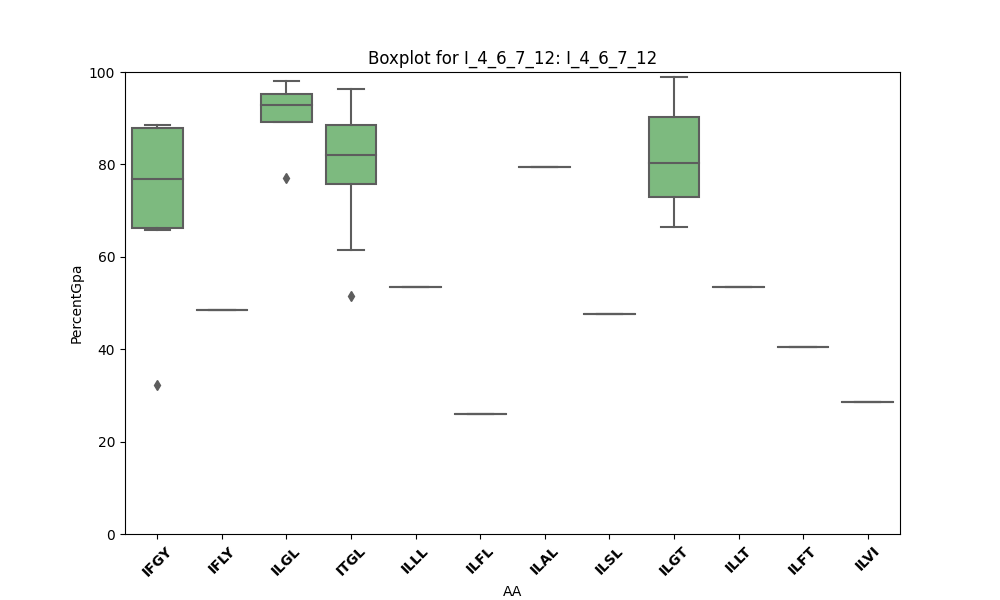 Boxplot for I_4_6_7_12: I_4_6_7_12
100
80
60
40
20
0
PercentGpa
IFGY
IFLY
ILGL
ITGL
ILLL
ILFL
ILAL
ILSL
ILGT
ILLT
ILFT
ILVI
AA